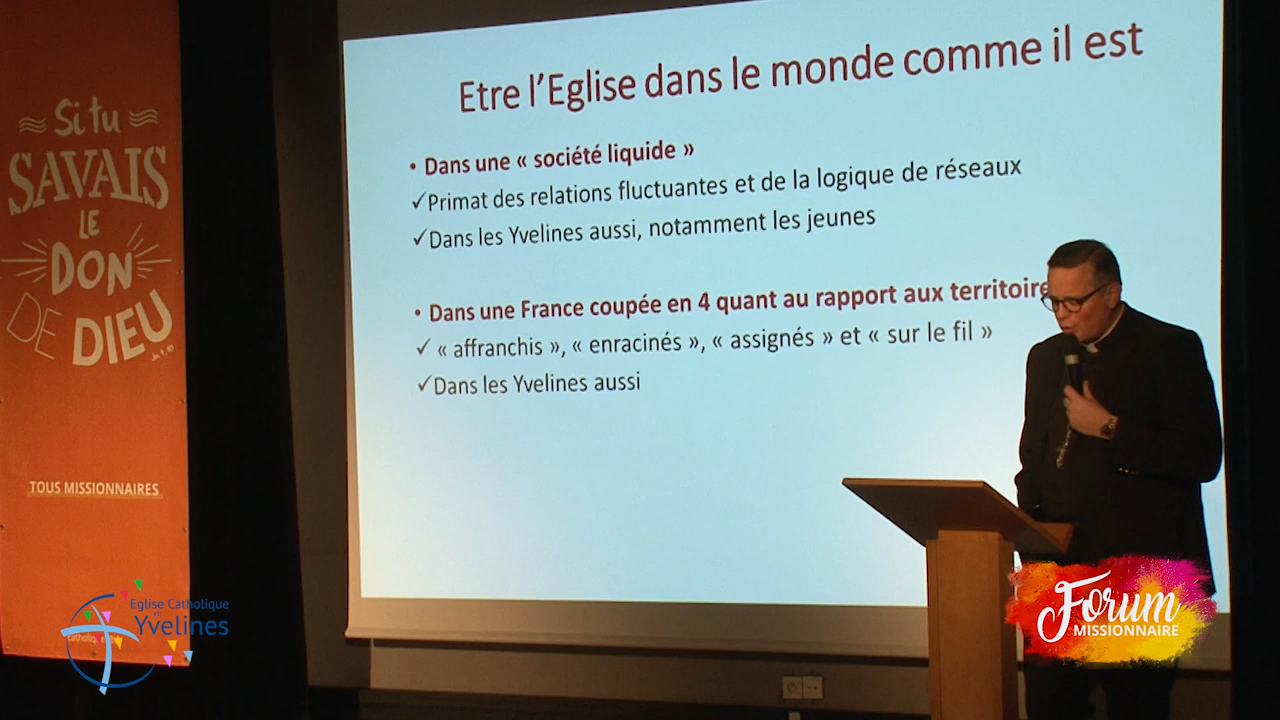 Si tu
SAVAIS
LE
DON
DE DIEU
TOUS MISSIONNAIRES
Etre l'Eglise dans le monde comme il est
• Dans une « société liquide »
✓Primat des relations fluctuantes et de la logique de réseaux
✓Dans les Yvelines aussi, notamment les jeunes
• Dans une France coupée en 4 quant au rapport aux territoire
✓ « affranchis », « enracinés », « assignés » et « sur le fil »
✓Dans les Yvelines aussi
Eglise Catholique
en
Yvelines
Forum
MISSIONNAIRE